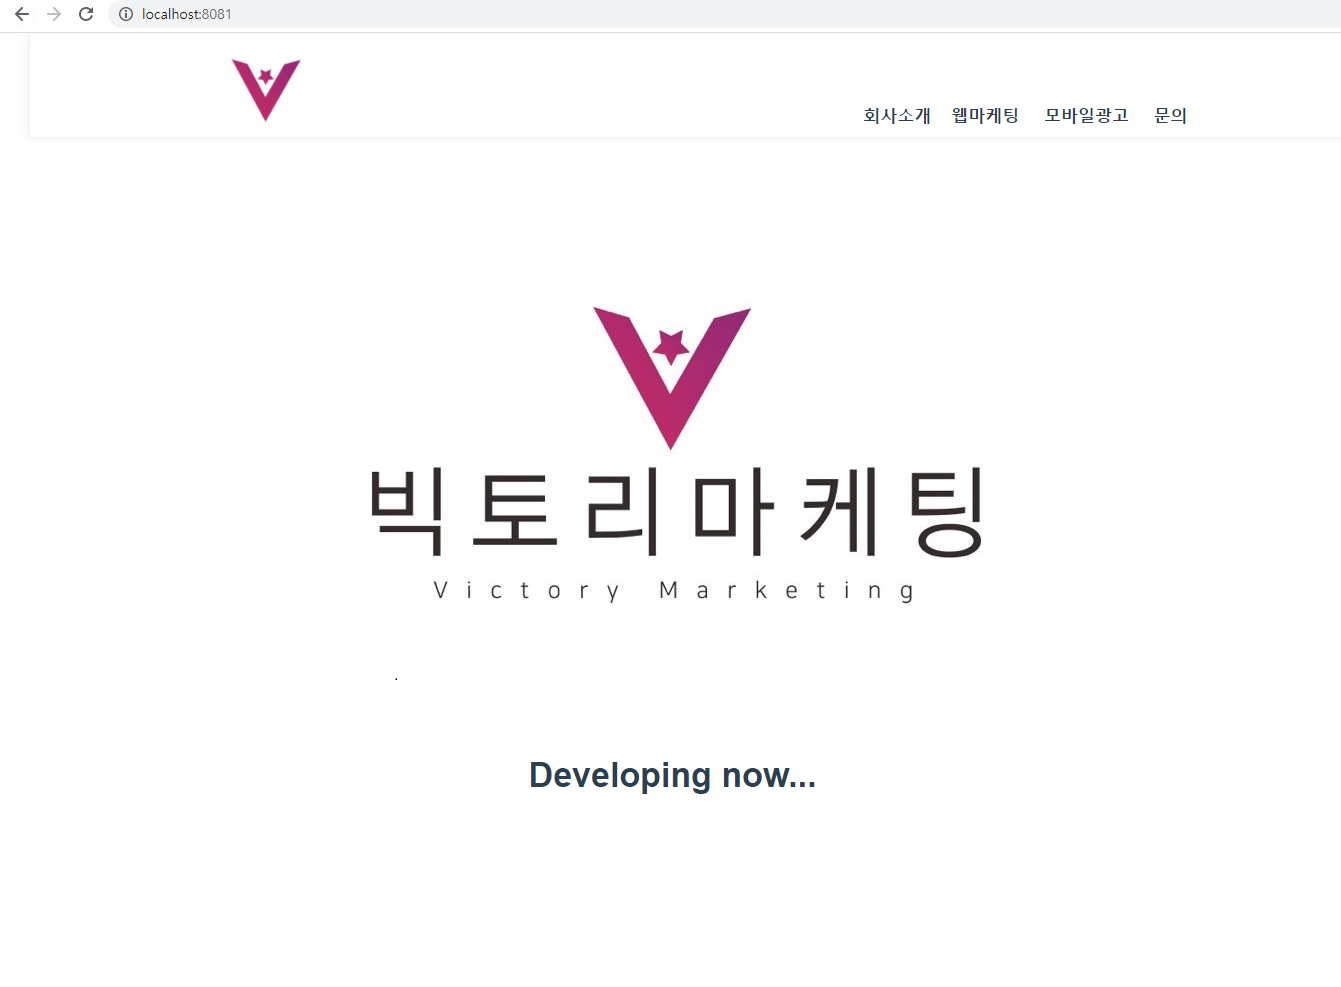 localhost:8081
회사소개 웹마케팅 모바일광고 문의
빅토리마케팅
Victory Marketing
.
Developing now...